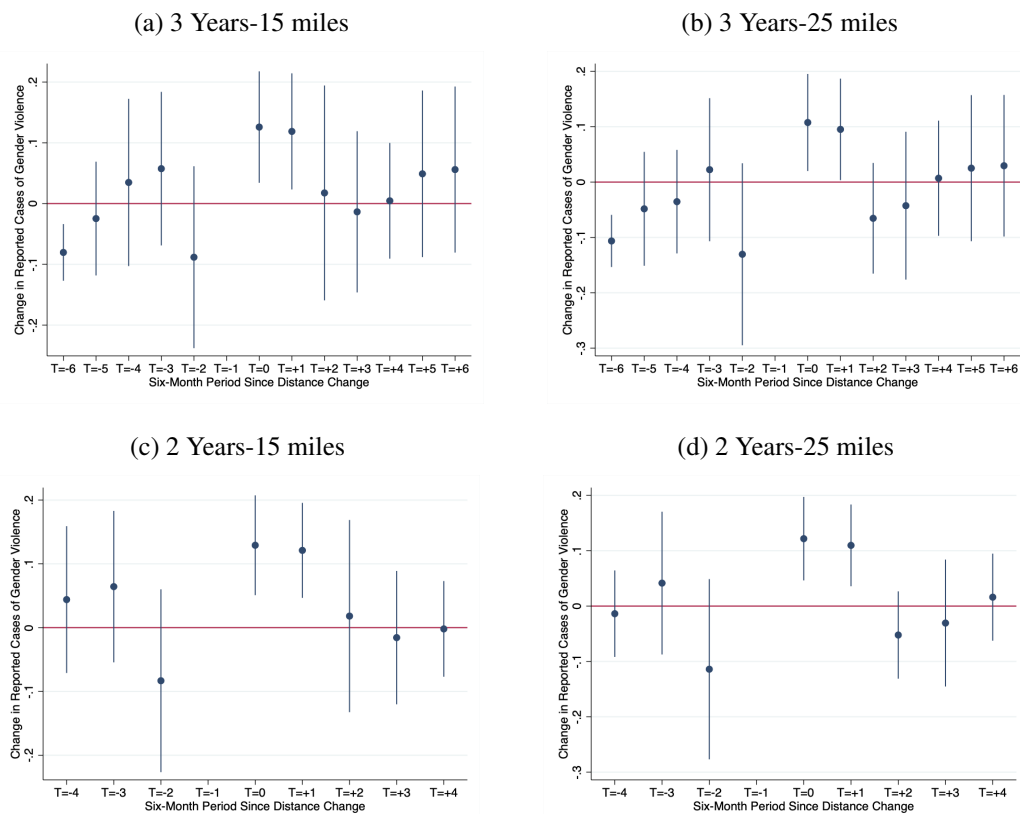 (a) 3 Years-15 miles
Change in Reported Cases of Gender Violence
.2
.1
0
-.1
-.2
T=-6 T=-5 T=-4 T=-3 T=-2 T=-1 T=0 T=+1 T=+2 T=+3 T=+4 T=+5 T=+6
Six-Month Period Since Distance Change
(b) 3 Years-25 miles
Change in Reported Cases of Gender Violence
.2
.1
0
-.1
-.2
-.3
T=-6 T=-5 T=-4 T=-3 T=-2 T=-1 T=0 T=+1 T=+2 T=+3 T=+4 T=+5 T=+6
Six-Month Period Since Distance Change
(c) 2 Years-15 miles
Change in Reported Cases of Gender Violence
.2
.1
0
-.1
-.2
T=-4 T=-3 T=-2 T=-1 T=0 T=+1 T=+2 T=+3 T=+4
Six-Month Period Since Distance Change
(d) 2 Years-25 miles
Change in Reported Cases of Gender Violence
.2
.1
0
-.1
-.2
-.3
T=-4 T=-3 T=-2 T=-1 T=0 T=+1 T=+2 T=+3 T=+4
Six-Month Period Since Distance Change